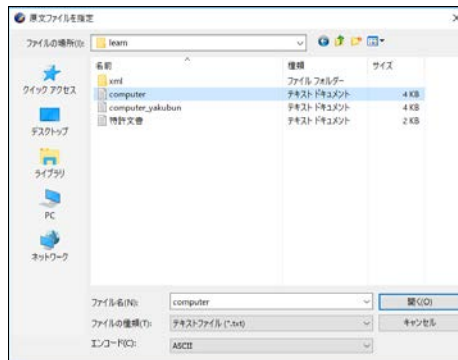 原文ファイルを指定
ファイルの場所(I):
learn
名前
種類
サイズ
xml
ファイル フォルダー
computer
テキスト ドキュメント
4 KB
computer_yakubun
テキスト ドキュメント
4 KB
特許文書
テキスト ドキュメント
2 KB
クイック アクセス
デスクトップ
ライブラリ
PC
ネットワーク
ファイル名(N):
computer
開く(O)
ファイルの種類(T):
テキストファイル (*.txt)
キャンセル
エンコード(C):
ASCII